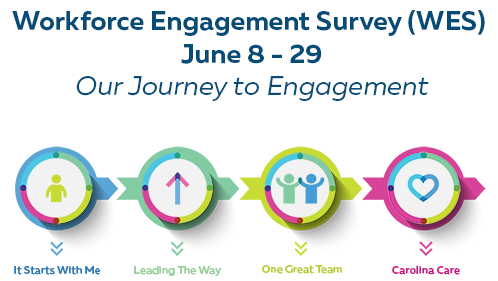 Workforce Engagement Survey (WES)
June 8 - 29
Our Journey to Engagement
It Starts With Me
Leading The Way
One Great Team
Carolina Care